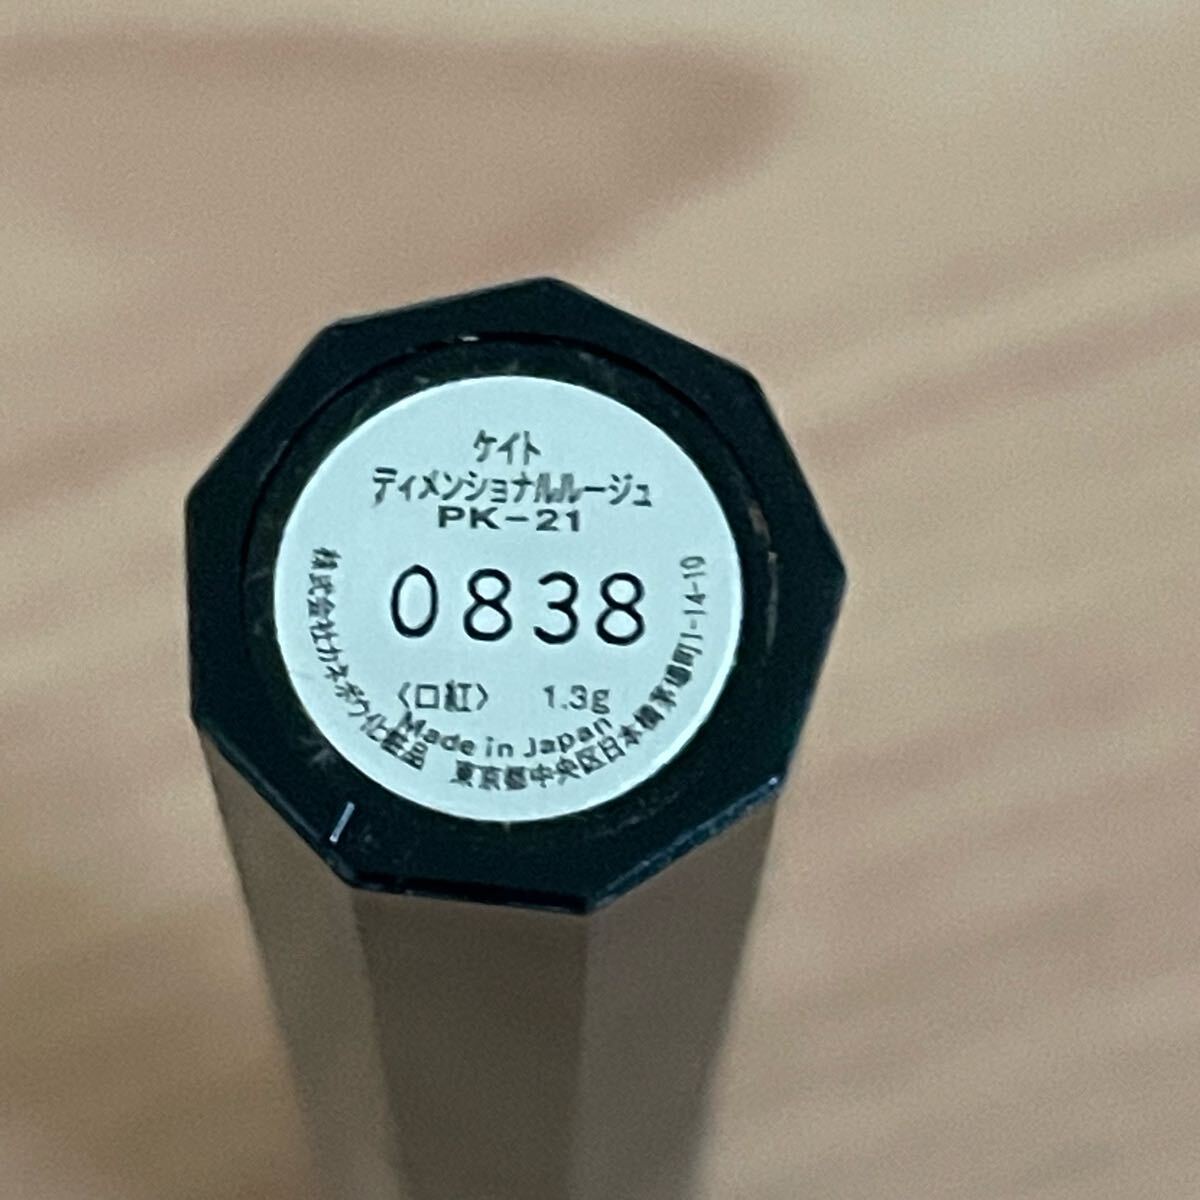 ケイト
ディメンショナルルージュ
PK-21
0838
〈口紅〉 1.3g
Made in Japan
株式会社カネボウ化粧品 東京都中央区日本橋茅場町1-14-10